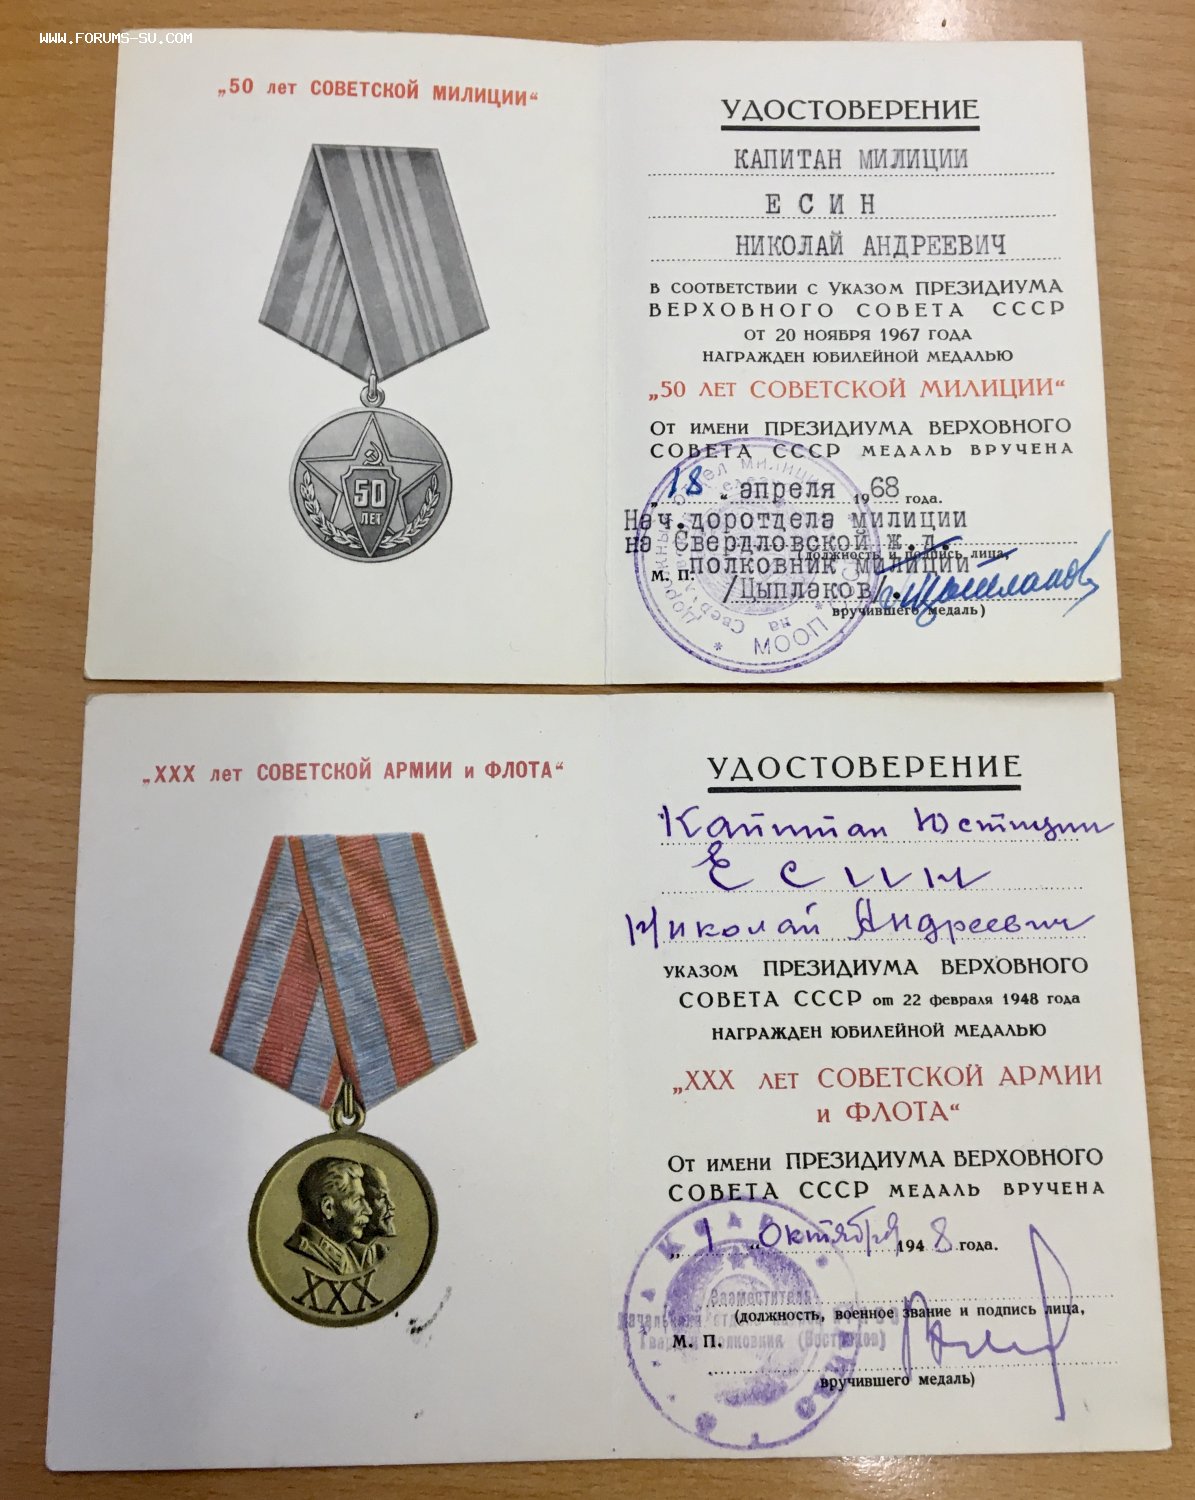 WWW.FORUMS-SU.COM
„50 лет СОВЕТСКОЙ МИЛИЦИИ“
50
ЛЕТ
УДОСТОВЕРЕНИЕ
КАПИТАН МИЛИЦИИ
ЕСИН
НИКОЛАЙ АНДРЕЕВИЧ
В СООТВЕТСТВИИ С УКАЗОМ ПРЕЗИДИУМА
ВЕРХОВНОГО СОВЕТА СССР
ОТ 20 НОЯБРЯ 1967 ГОДА
НАГРАЖДЕН ЮБИЛЕЙНОЙ МЕДАЛЬЮ
„50 ЛЕТ СОВЕТСКОЙ МИЛИЦИИ“
ОТ ИМЕНИ ПРЕЗИДИУМА ВЕРХОВНОГО
СОВЕТА СССР МЕДАЛЬ ВРУЧЕНА
„18“ апреля 1968 года.
Нач.доротдела милиции
на Свердловской ж.д.
(должность и подпись лица,
полковник милиции
М. П.
/Цыплаков/.
вручившего медаль)
МООП
„XXX лет СОВЕТСКОЙ АРМИИ и ФЛОТА“
XXX
УДОСТОВЕРЕНИЕ
Капитан Юстиции
Есин
Николай Андреевич
УКАЗОМ ПРЕЗИДИУМА ВЕРХОВНОГО
СОВЕТА СССР от 22 февраля 1948 года
НАГРАЖДЕН ЮБИЛЕЙНОЙ МЕДАЛЬЮ
„XXX ЛЕТ СОВЕТСКОЙ АРМИИ
и ФЛОТА“
ОТ ИМЕНИ ПРЕЗИДИУМА ВЕРХОВНОГО
СОВЕТА СССР МЕДАЛЬ ВРУЧЕНА
„1“ Октября 1948 года.
(должность, военное звание и подпись лица,
М. П.
вручившего медаль)